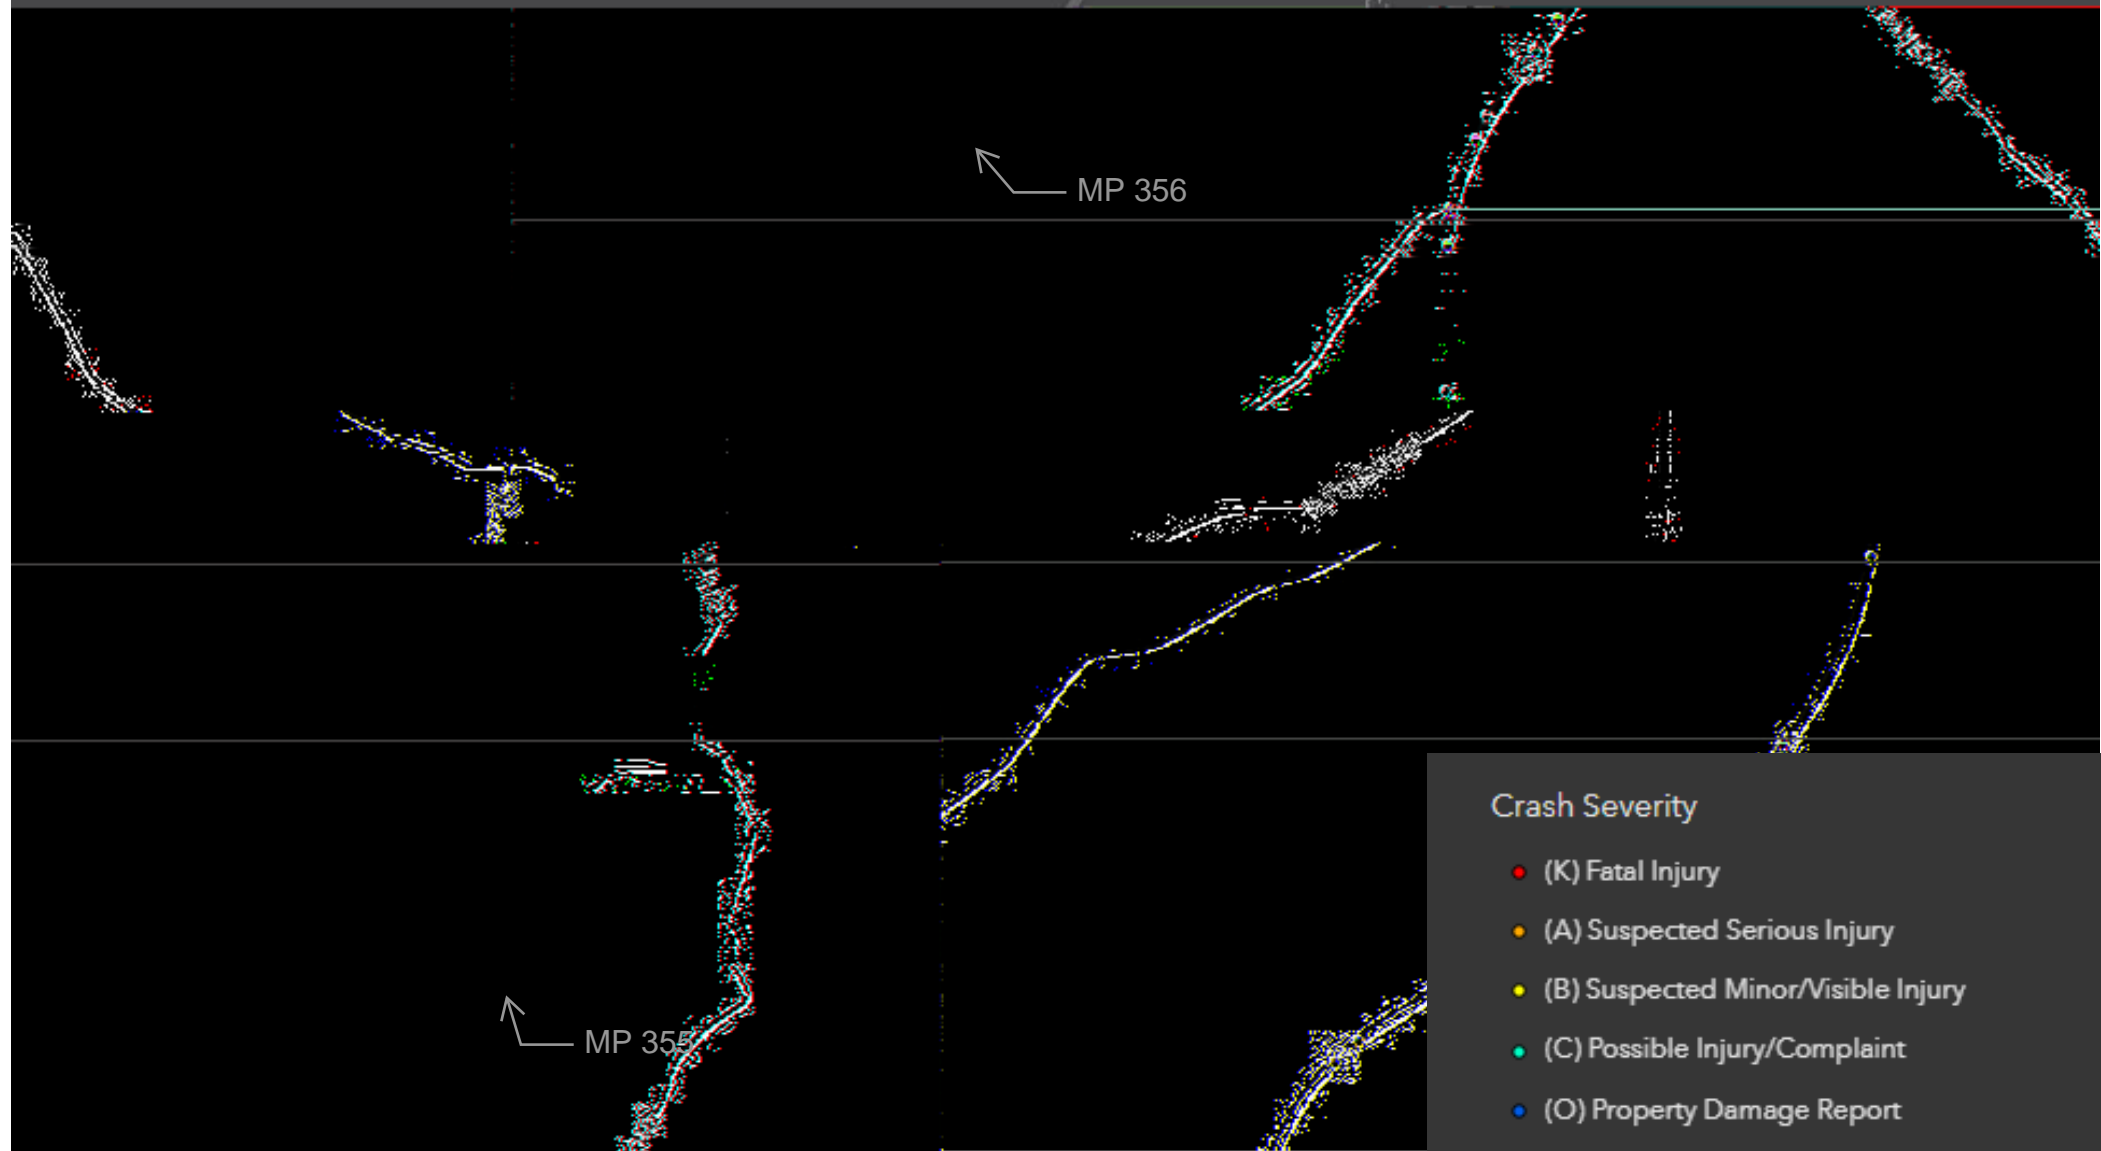 MP 356
MP 355
Crash Severity
(K) Fatal Injury
(A) Suspected Serious Injury
(B) Suspected Minor/Visible Injury
(C) Possible Injury/Complaint
(O) Property Damage Report